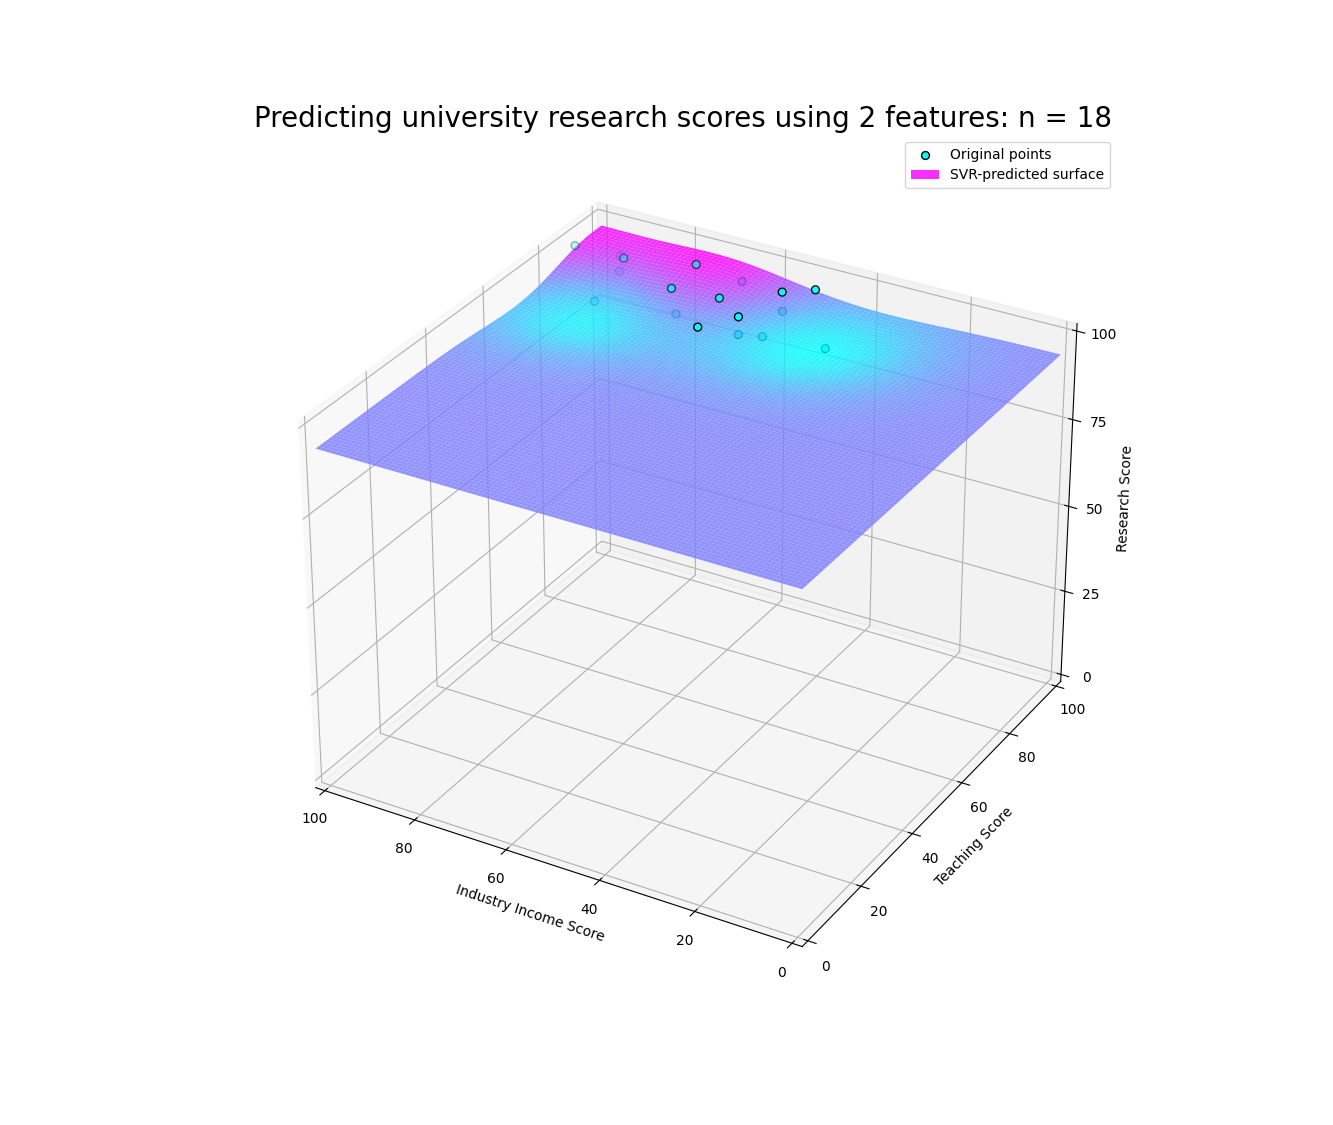 Predicting university research scores using 2 features: n = 18
Original points
SVR-predicted surface
100
75
50
25
0
Research Score
100
80
60
40
20
0
Teaching Score
100
80
60
40
20
0
Industry Income Score